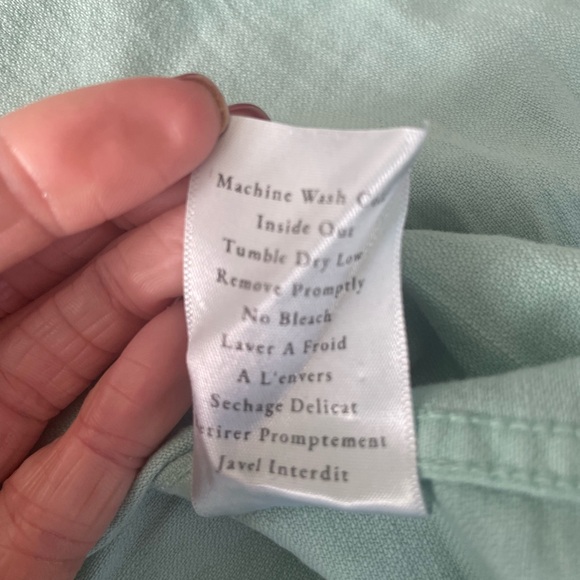 Machine Wash
Inside Out
Tumble Dry Low
Remove Promptly
No Bleach
Laver A Froid
A L'envers
Sechage Delicat
etirer Promptement
Javel Interdit